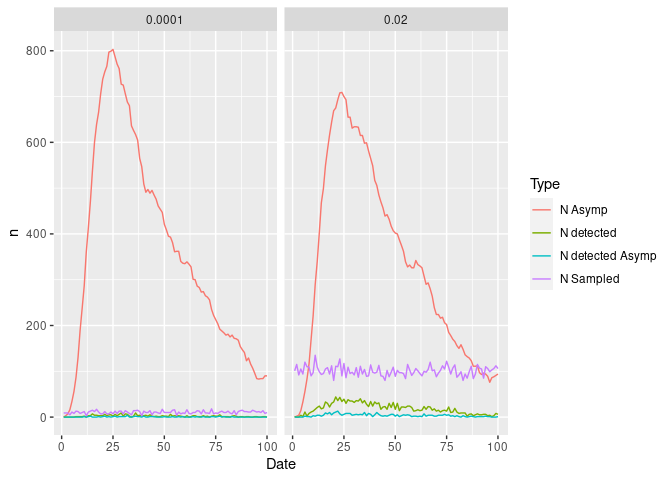 0.0001
0.02
800
600
400
200
0
n
0 25 50 75 100
0 25 50 75 100
Date
Type
N Asymp
N detected
N detected Asymp
N Sampled